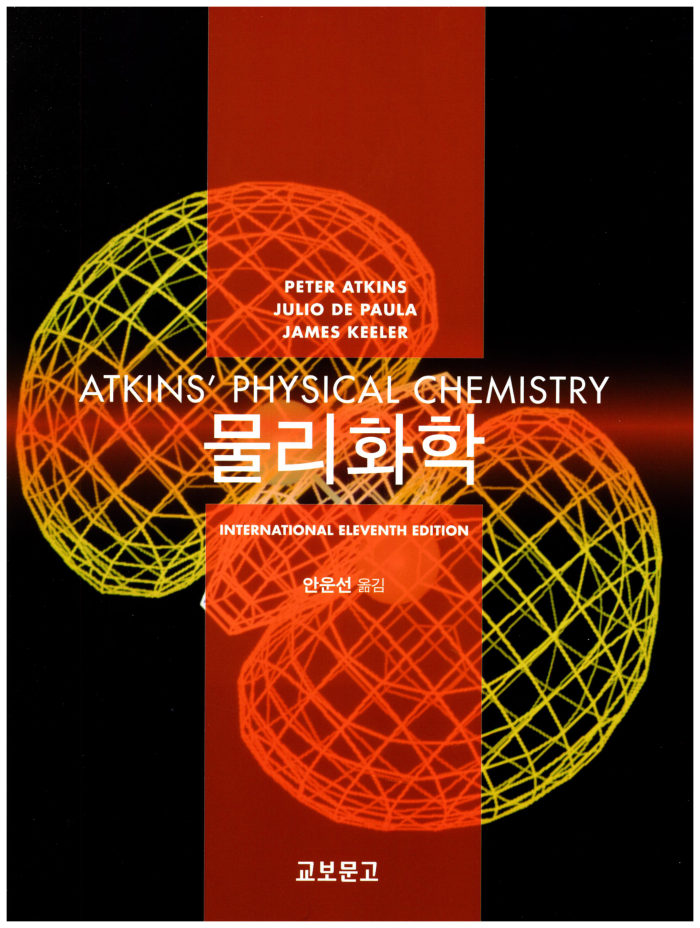 PETER ATKINS
JULIO DE PAULA
JAMES KEELER
ATKINS' PHYSICAL CHEMISTRY
물리화학
INTERNATIONAL ELEVENTH EDITION
안운선 옮김
교보문고